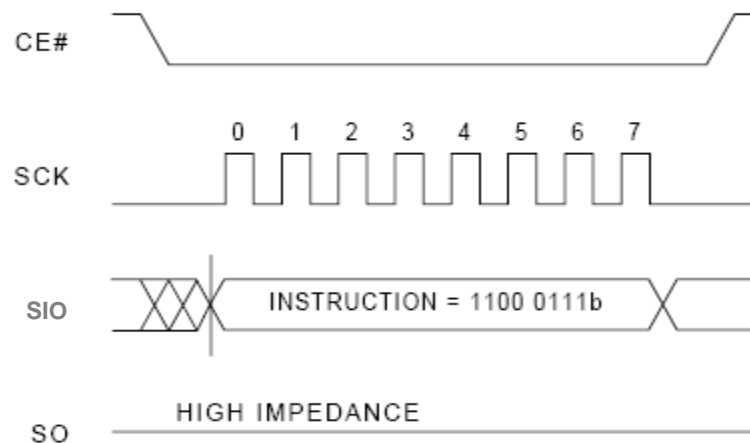 CE#
0 1 2 3 4 5 6 7
SCK
SIO INSTRUCTION = 1100 0111b
HIGH IMPEDANCE
SO